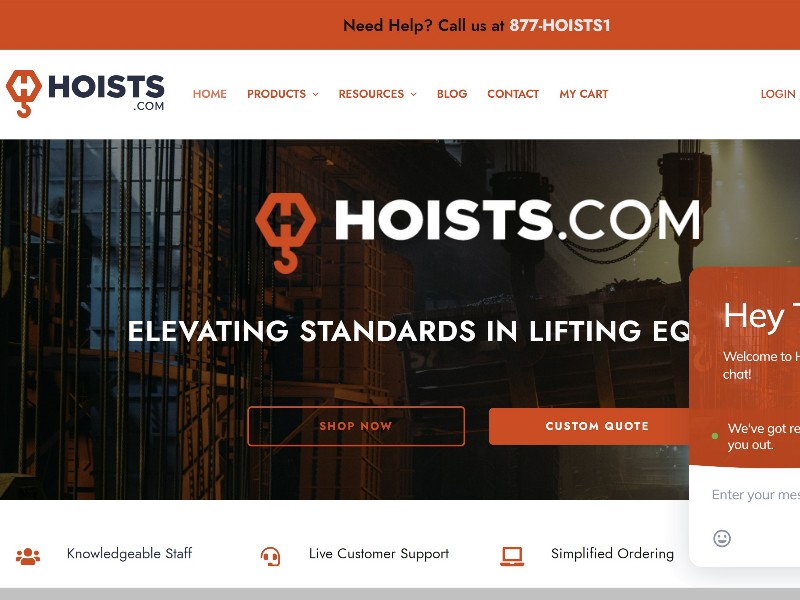 Need Help? Call us at 877-HOISTS1
HOISTS
.COM
HOME PRODUCTS RESOURCES BLOG CONTACT MY CART LOGIN
HOISTS.COM
ELEVATING STANDARDS IN LIFTING EQ
SHOP NOW CUSTOM QUOTE
Hey
Welcome to
chat!
We've got
you out.
Enter your
Knowledgeable Staff Live Customer Support Simplified Ordering